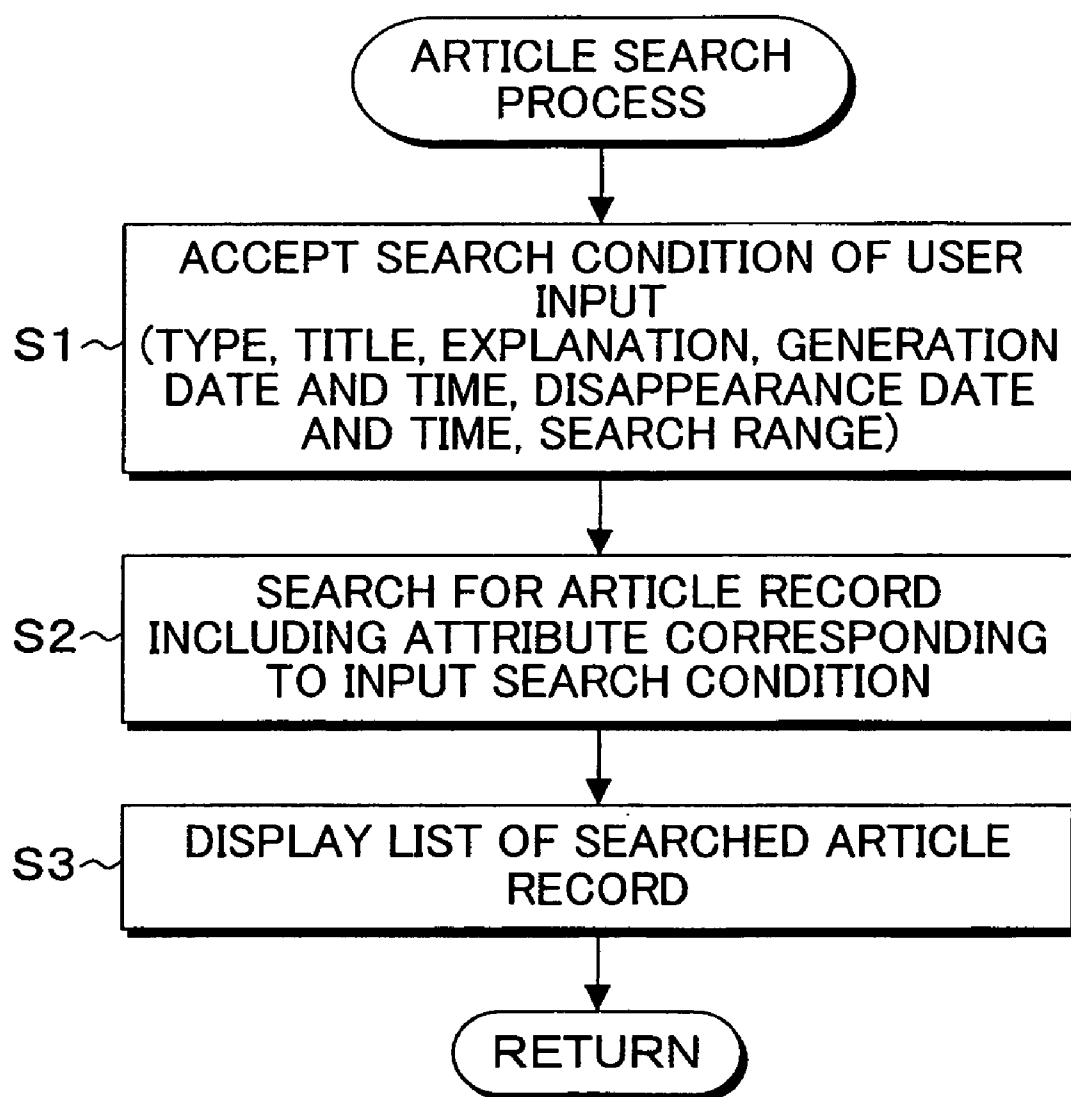 ARTICLE SEARCH
PROCESS
ACCEPT SEARCH CONDITION OF USER
INPUT
S1 (TYPE, TITLE, EXPLANATION, GENERATION
DATE AND TIME, DISAPPEARANCE DATE
AND TIME, SEARCH RANGE)
SEARCH FOR ARTICLE RECORD
S2 INCLUDING ATTRIBUTE CORRESPONDING
TO INPUT SEARCH CONDITION
S3 DISPLAY LIST OF SEARCHED ARTICLE
RECORD
RETURN